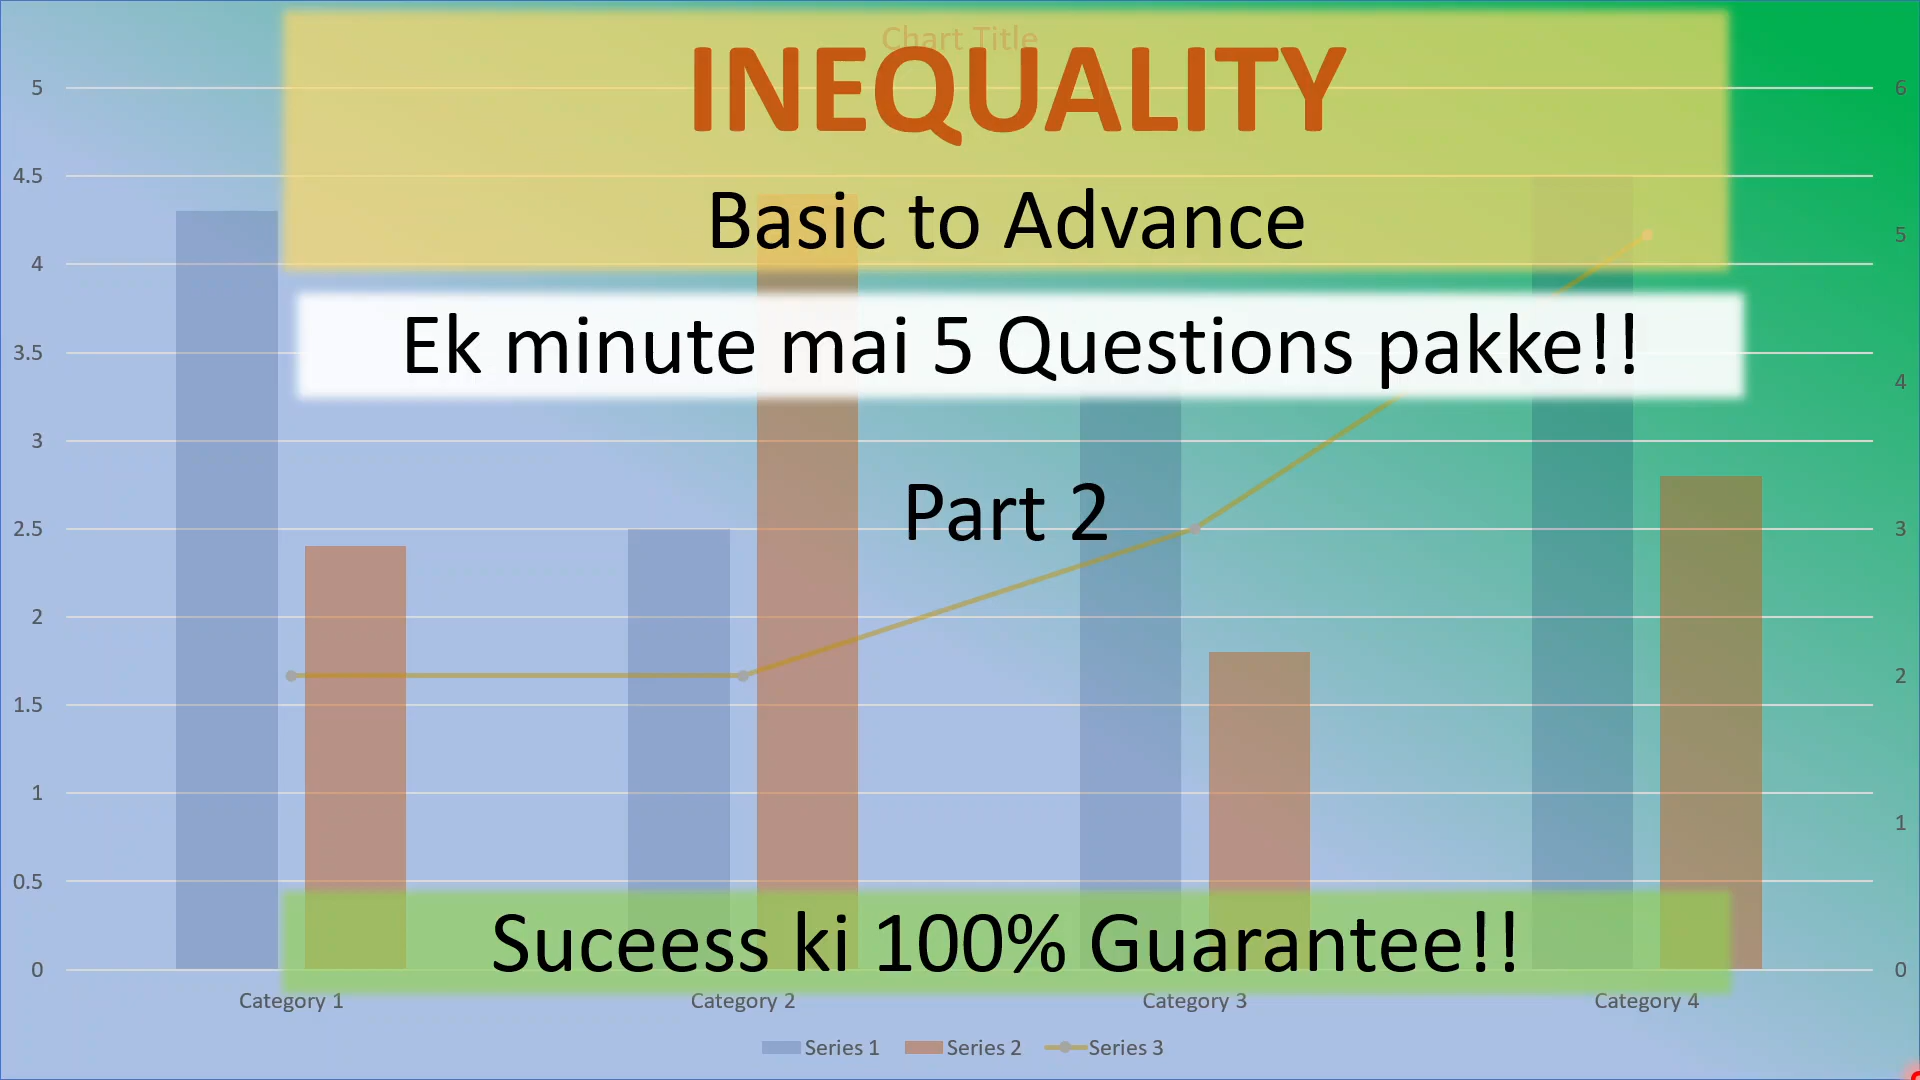 Chart Title
INEQUALITY
Basic to Advance
Ek minute mai 5 Questions pakke!!
Part 2
Suceess ki 100% Guarantee!!
5
4.5
4
3.5
3
2.5
2
1.5
1
0.5
0
6
5
4
3
2
1
0
Category 1 Category 2 Category 3 Category 4
Series 1 Series 2 Series 3